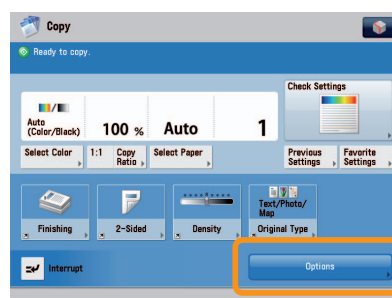 Copy
Ready to copy.
Check Settings
Auto
(Color/Black)
100 %
Auto
1
Select Color
1:1
Copy
Ratio
Select Paper
Previous
Settings
Favorite
Settings
Finishing
2-Sided
Density
Text/Photo/
Map
Original Type
Interrupt
Options